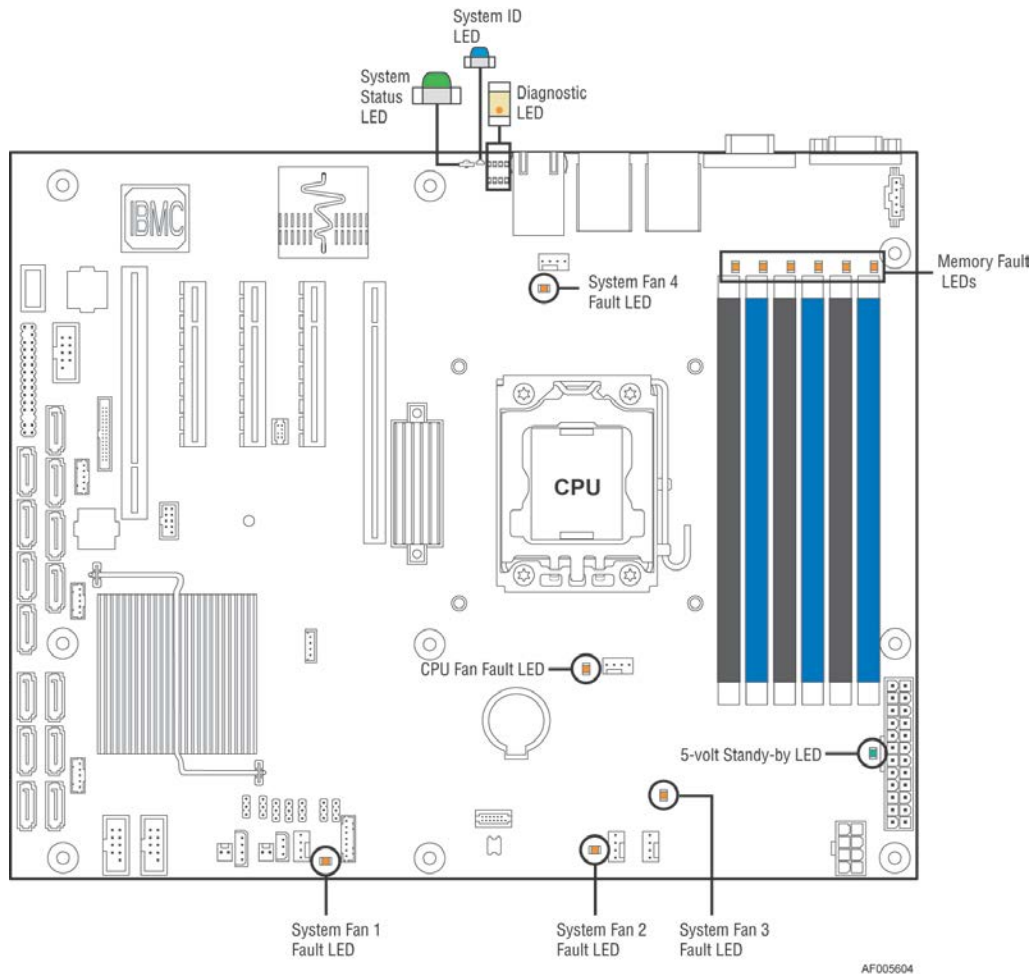 System ID
LED
System
Status
LED
Diagnostic
LED
IBMC
Memory Fault
LEDs
System Fan 4
Fault LED
CPU
CPU Fan Fault LED
5-volt Standy-by LED
System Fan 1
Fault LED
System Fan 2
Fault LED
System Fan 3
Fault LED
AF005604